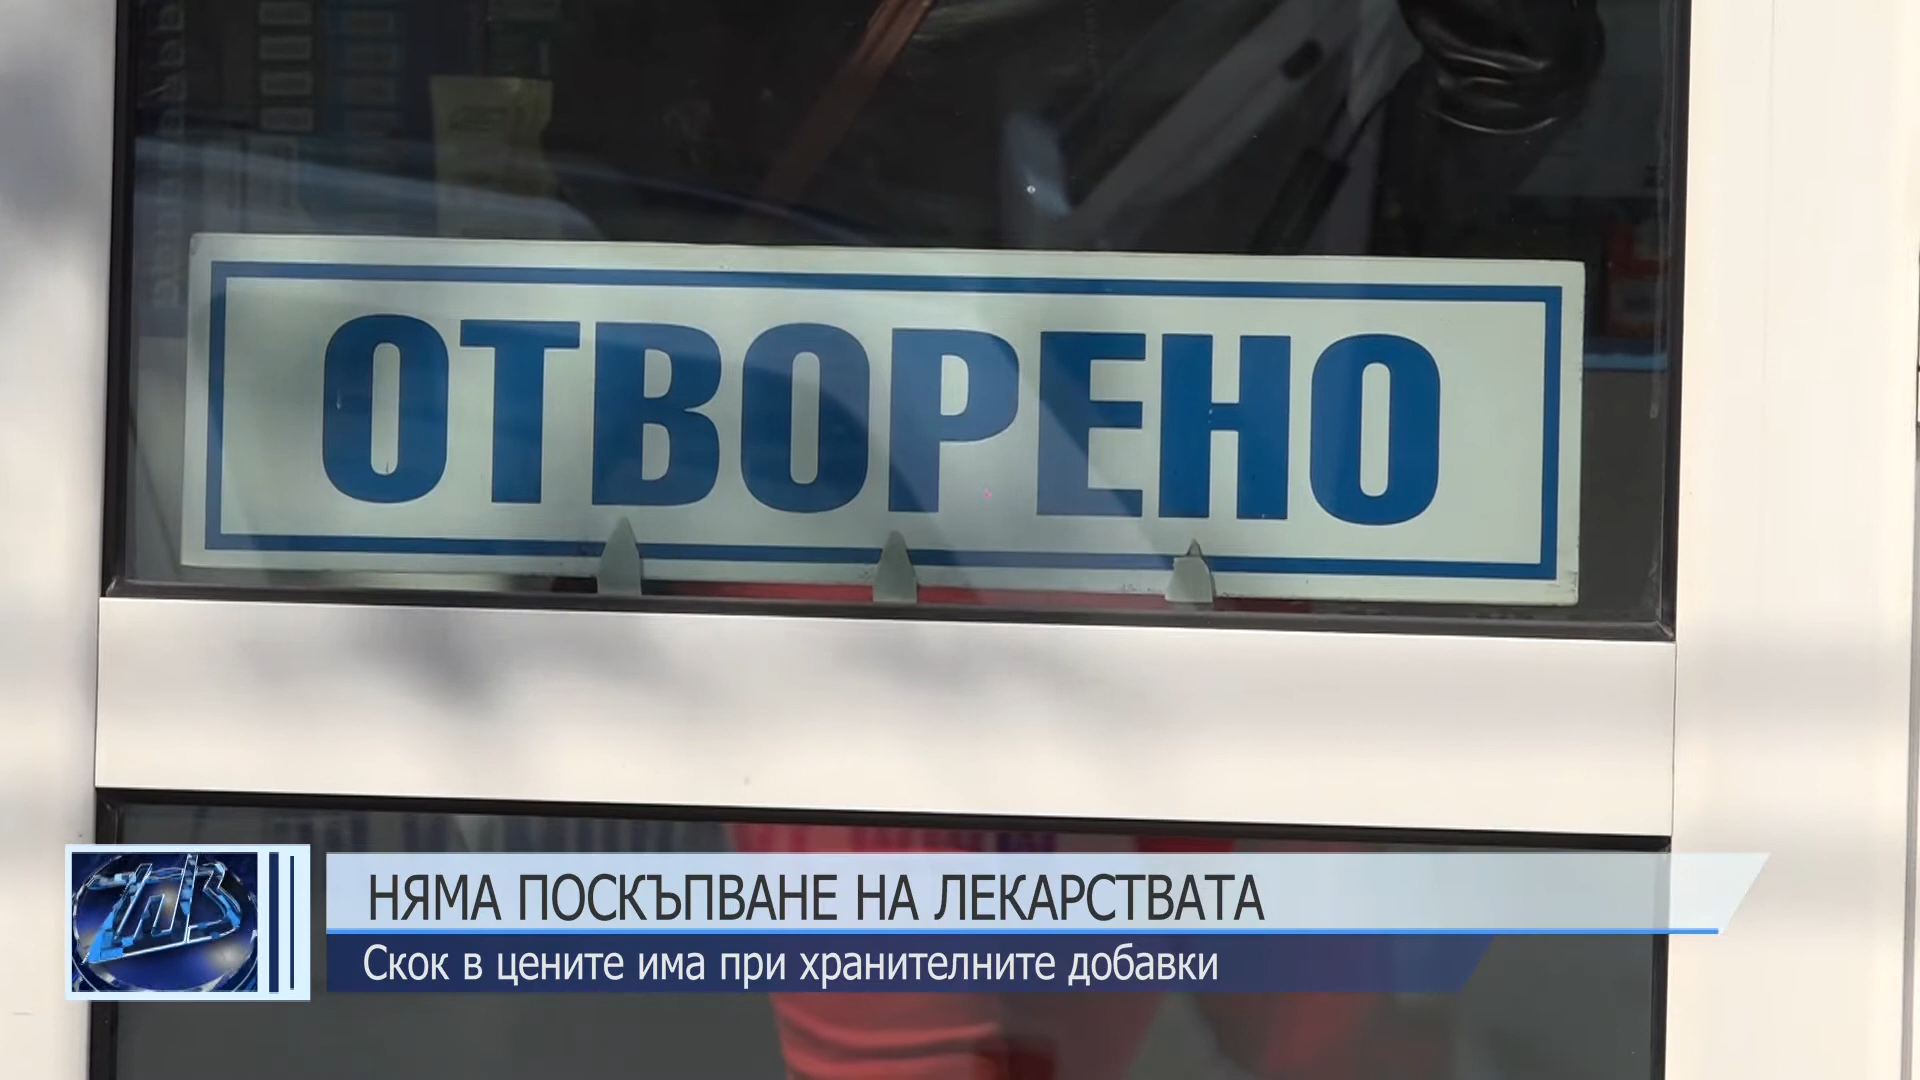 ОТВОРЕНО
НЯМА ПОСКЪПВАНЕ НА ЛЕКАРСТВАТА
Скок в цените има при хранителните добавки